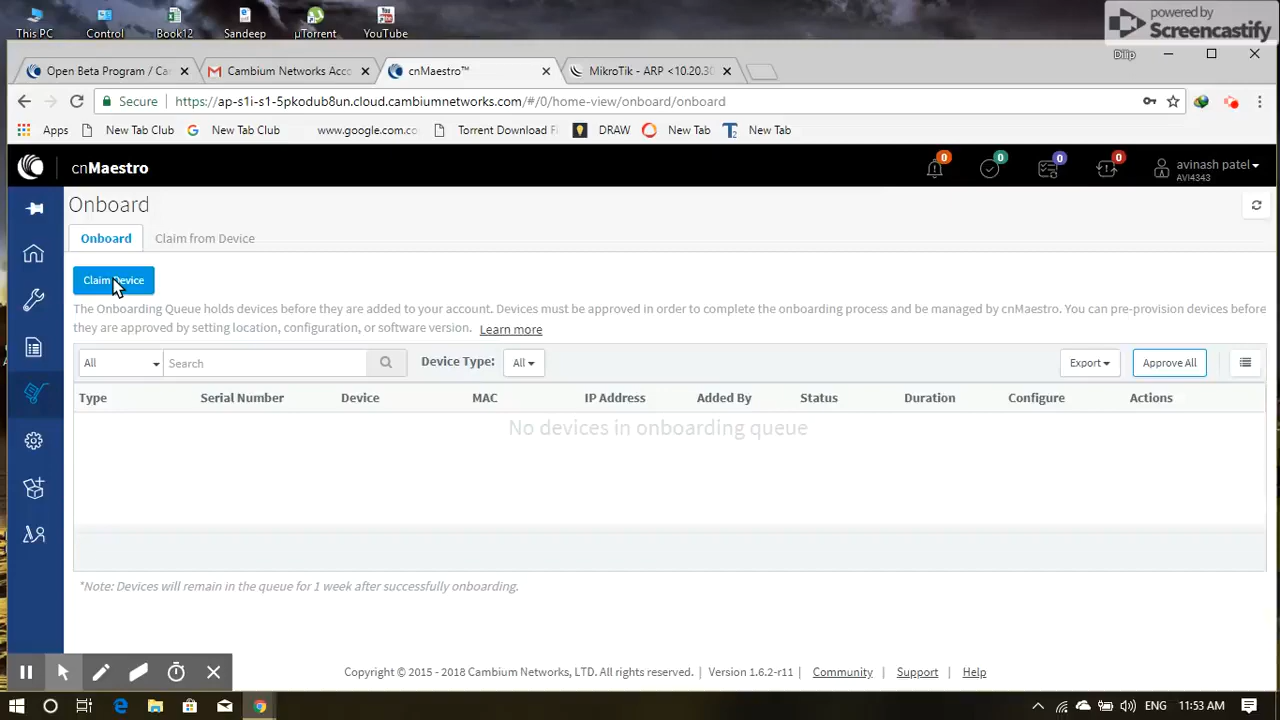 This PC
Control
Book12
Sandeep
µTorrent
YouTube
powered by
Screencastify
Open Beta Program / Ca
Cambium Networks Acco
cnMaestro™
MikroTik - ARP <10.20.30
Dilip
Secure
https://ap-s1i-s1-5pkodub8un.cloud.cambiumnetworks.com/#/0/home-view/onboard/onboard
Apps
New Tab Club
New Tab Club
www.google.com.co
Torrent Download Fi
DRAW
New Tab
New Tab
cnMaestro
0
0
0
0
avinash patel
AVI4343
Onboard
Onboard
Claim from Device
Claim Device
The Onboarding Queue holds devices before they are added to your account. Devices must be approved in order to complete the onboarding process and be managed by cnMaestro. You can pre-provision devices before
they are approved by setting location, configuration, or software version. Learn more
All
Search
Device Type:
All
Export
Approve All
Type
Serial Number
Device
MAC
IP Address
Added By
Status
Duration
Configure
Actions
No devices in onboarding queue
*Note: Devices will remain in the queue for 1 week after successfully onboarding.
Copyright © 2015 - 2018 Cambium Networks, LTD. All rights reserved. | Version 1.6.2-r11 | Community | Support | Help
ENG
11:53 AM